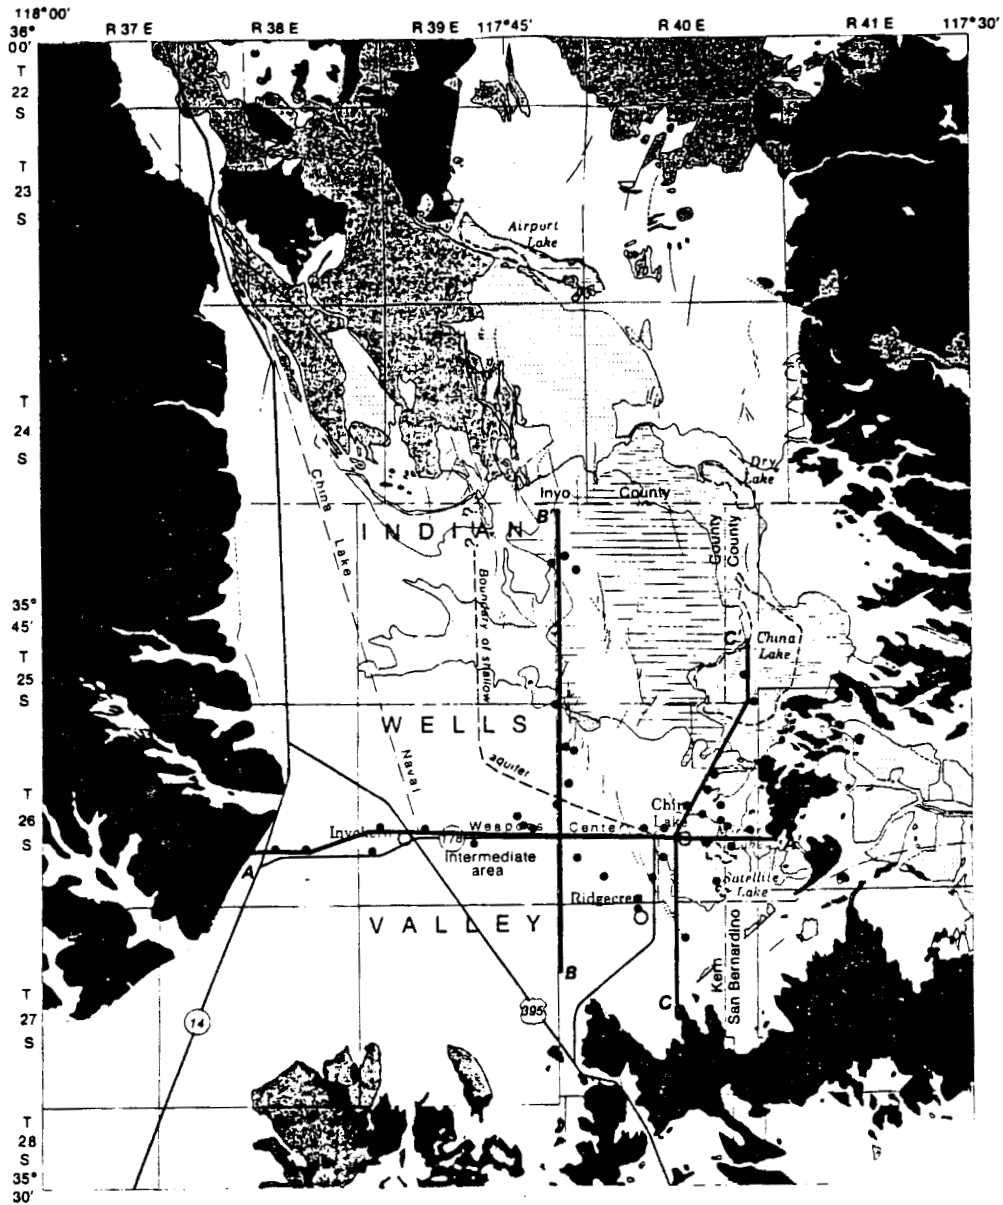 118°00'
36°
00'
R 37 E
R 38 E
R 39 E
117°45'
R 40 E
R 41 E
117°30'
T
22
S
T
23
S
Airport
Lake
T
24
S
China
Lake
Dry
Lake
Inyo
County
B'
INDIAN
? ?
County
County
Boundary of shallow
35°
45'
T
25
S
C'
China
Lake
WELLS
Naval
aquifer
T
26
S
China
Lake
Weapons
Center
178
A
Intermediate
area
Satellite
Lake
Ridgecrest
VALLEY
Kern
San Bernardino
B
C
T
27
S
14
395
T
28
S
35°
30'